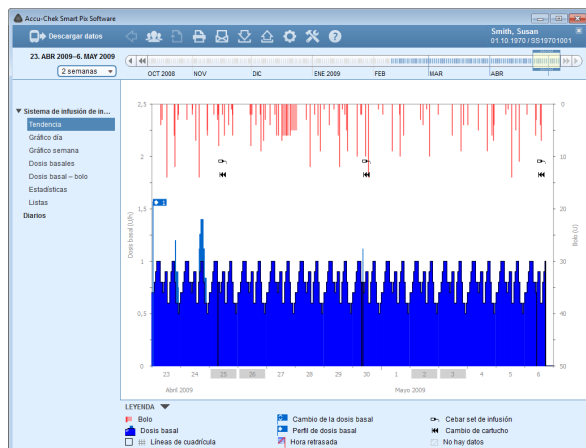 Accu-Chek Smart Pix Software
Descargar datos
Smith, Susan
01.10.1970 / SS19701001
23. ABR 2009–6. MAY 2009
2 semanas
OCT 2008 NOV DIC ENE 2009 FEB MAR ABR
Sistema de infusión de in...
Tendencia
Gráfico día
Gráfico semana
Dosis basales
Dosis basal – bolo
Estadísticas
Listas
Diarios
Dosis basal (U/h)
2,5
2
1,5
1
0,5
0
1
Bolo (U)
0
10
20
30
40
50
23 24 25 26 27 28 29 30 1 2 3 4 5 6
Abril 2009 Mayo 2009
LEYENDA
Bolo Cambio de la dosis basal Cebar set de infusión
Dosis basal Perfil de dosis basal Cambio de cartucho
Líneas de cuadrícula Hora retrasada No hay datos